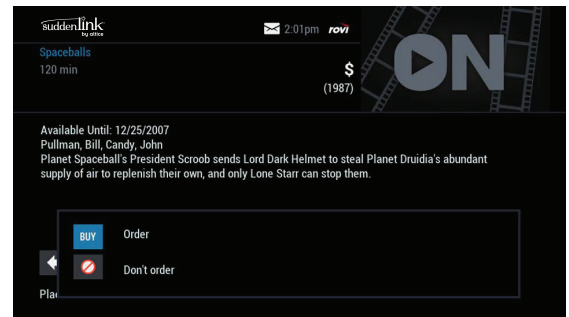 suddenlink
by altice
2:01pm rovi
Spaceballs
120 min
$
(1987)
ON
Available Until: 12/25/2007
Pullman, Bill, Candy, John
Planet Spaceball's President Scroob sends Lord Dark Helmet to steal Planet Druidia's abundant
supply of air to replenish their own, and only Lone Starr can stop them.
BUY Order
Don't order